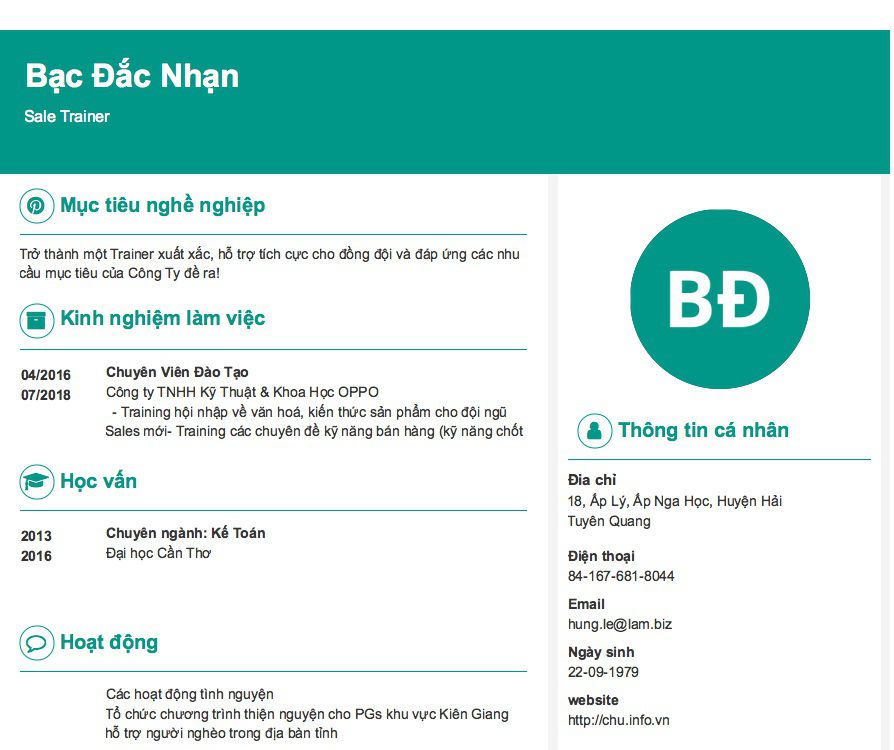 Bạc Đắc Nhạn
Sale Trainer
Mục tiêu nghề nghiệp
Trở thành một Trainer xuất xắc, hỗ trợ tích cực cho đồng đội và đáp ứng các nhu
cầu mục tiêu của Công Ty đề ra!
Kinh nghiệm làm việc
04/2016
07/2018
Chuyên Viên Đào Tạo
Công ty TNHH Kỹ Thuật & Khoa Học OPPO
- Training hội nhập về văn hoá, kiến thức sản phẩm cho đội ngũ
Sales mới- Training các chuyên đề kỹ năng bán hàng (kỹ năng chốt
Học vấn
2013
2016
Chuyên ngành: Kế Toán
Đại học Cần Thơ
Hoạt động
Các hoạt động tình nguyện
Tổ chức chương trình thiện nguyện cho PGs khu vực Kiên Giang
hỗ trợ người nghèo trong địa bàn tỉnh
BĐ
Thông tin cá nhân
Đia chỉ
18, Ấp Lý, Ấp Nga Học, Huyện Hải
Tuyên Quang
Điện thoại
84-167-681-8044
Email
hung.le@lam.biz
Ngày sinh
22-09-1979
website
http://chu.info.vn